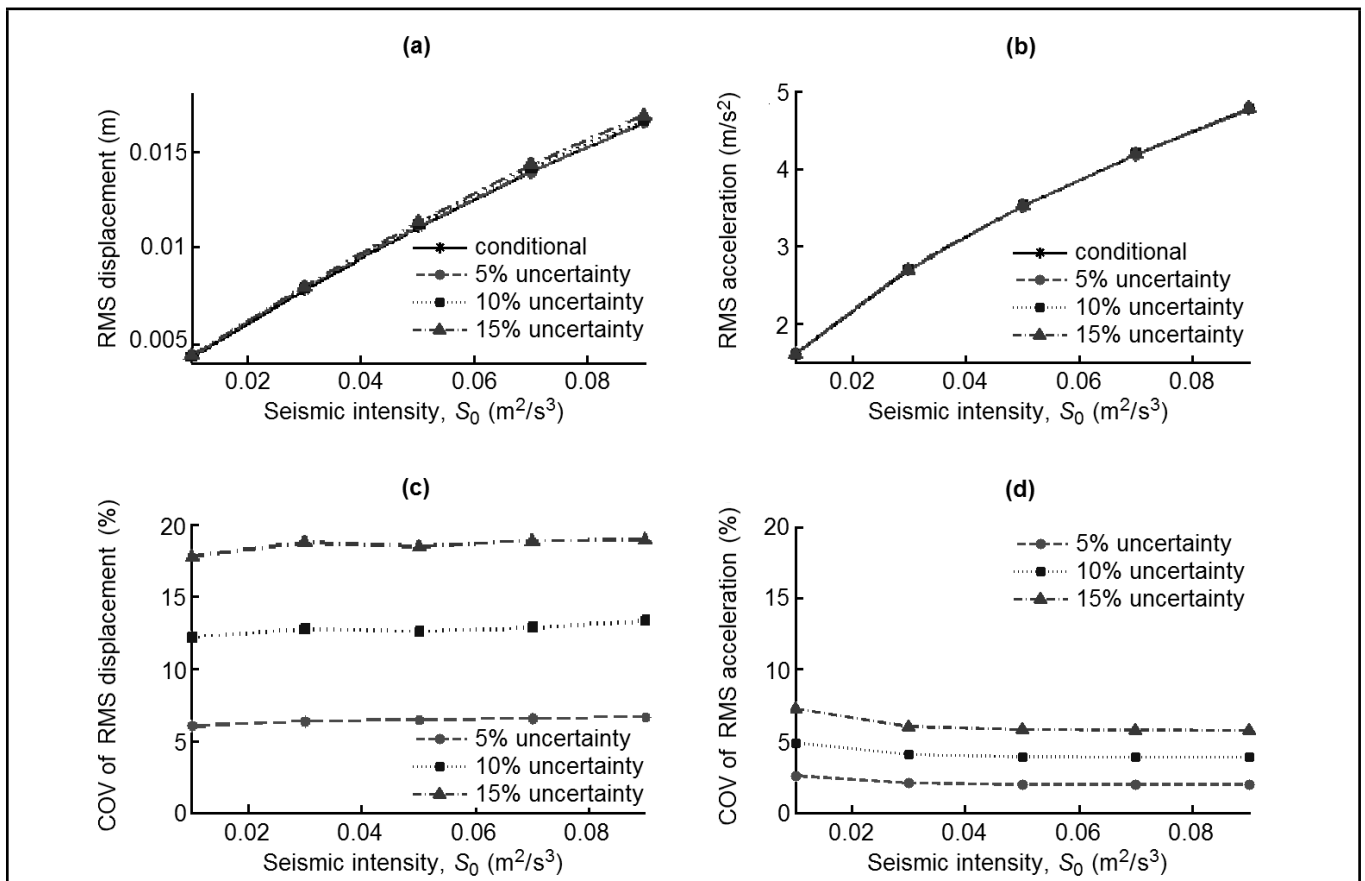 (a)
RMS displacement (m)
0.015
0.01
0.005
conditional
5% uncertainty
10% uncertainty
15% uncertainty
0.02 0.04 0.06 0.08
Seismic intensity, S0 (m2/s3)
(b)
RMS acceleration (m/s2)
5
4
3
2
conditional
5% uncertainty
10% uncertainty
15% uncertainty
0.02 0.04 0.06 0.08
Seismic intensity, S0 (m2/s3)
(c)
COV of RMS displacement (%)
20
15
10
5
0
5% uncertainty
10% uncertainty
15% uncertainty
0.02 0.04 0.06 0.08
Seismic intensity, S0 (m2/s3)
(d)
COV of RMS acceleration (%)
20
15
10
5
0
5% uncertainty
10% uncertainty
15% uncertainty
0.02 0.04 0.06 0.08
Seismic intensity, S0 (m2/s3)